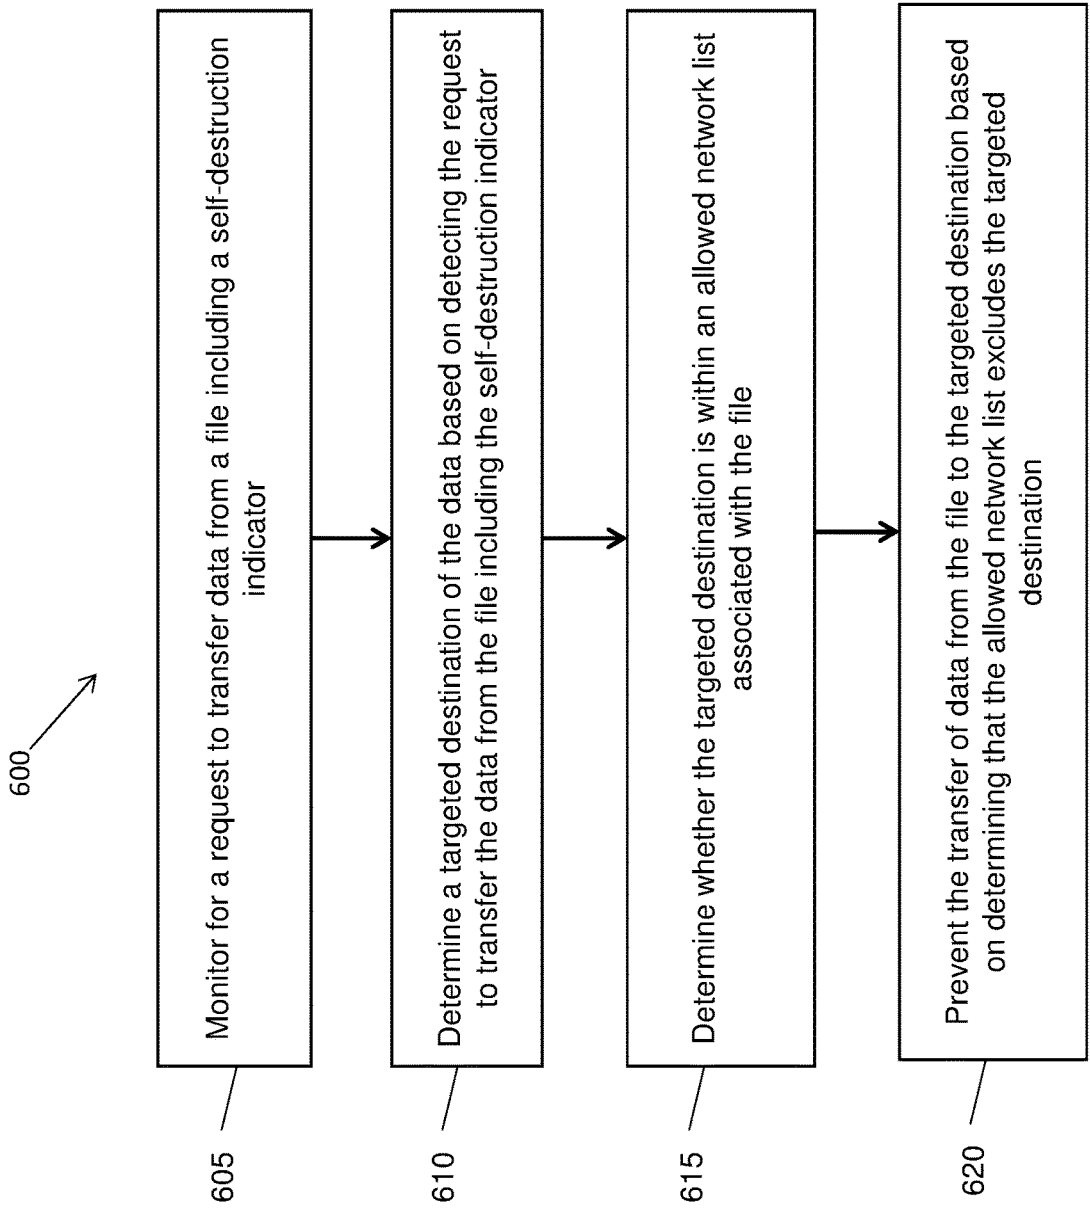 600
605
Monitor for a request to transfer data from a file including a self-destruction
indicator
610
Determine a targeted destination of the data based on detecting the request
to transfer the data from the file including the self-destruction indicator
615
Determine whether the targeted destination is within an allowed network list
associated with the file
620
Prevent the transfer of data from the file to the targeted destination based
on determining that the allowed network list excludes the targeted
destination